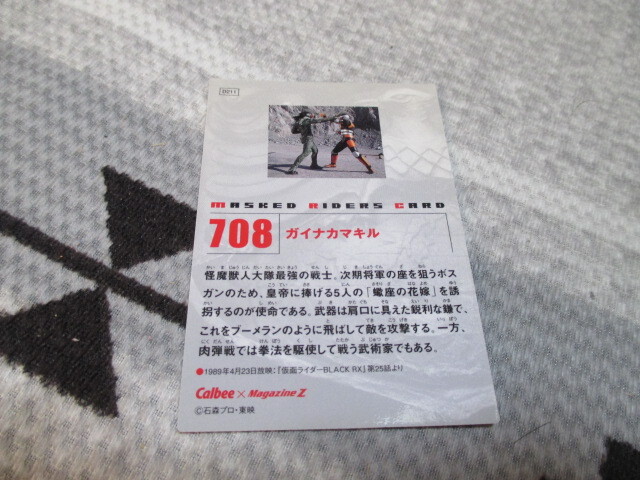 MASKED RIDERS CARD
708 ガイナカマキル
怪魔獣人大隊最強の戦士。次期将軍の座を狙うボス
ガンのため、皇帝に捧げる5人の「蠍座の花嫁」を誘
拐するのが使命である。武器は肩口に具えた鋭利な鎌で、
これをブーメランのように飛ばして敵を攻撃する。一方、
肉弾戦では拳法を駆使して戦う武術家でもある。
●1989年4月23日放映:『仮面ライダーBLACK RX』第25話より
Calbee × Magazine Z
©石森プロ・東映